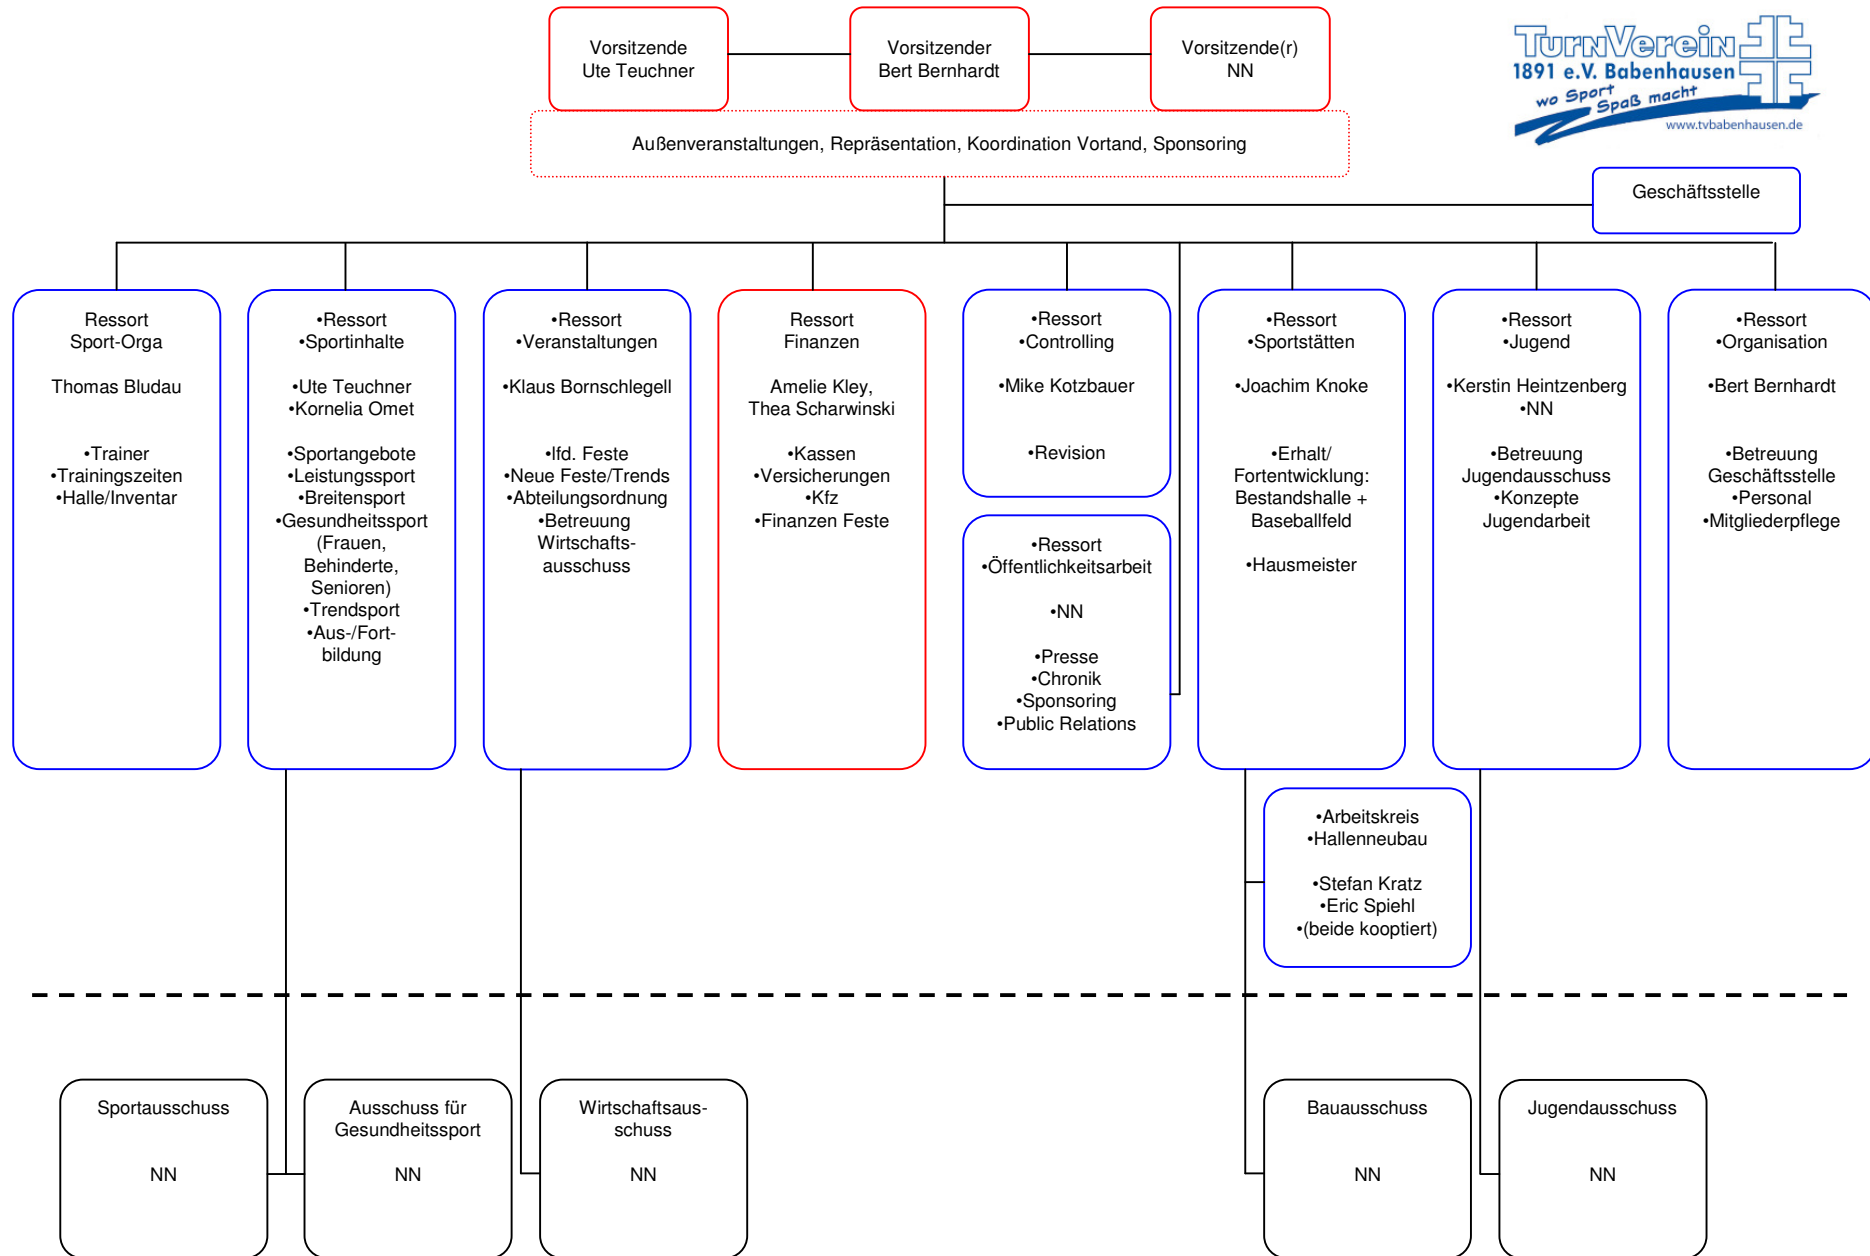 Vorsitzende
Ute Teuchner
Vorsitzender
Bert Bernhardt
Vorsitzende(r)
NN
TurnVerein
1891 e.V. Babenhausen
wo Sport
Spaß macht
www.tvbabenhausen.de
Außenveranstaltungen, Repräsentation, Koordination Vortand, Sponsoring
Geschäftsstelle
Ressort
Sport-Orga
Thomas Bludau
•Trainer
•Trainingszeiten
•Halle/Inventar
•Ressort
•Sportinhalte
•Ute Teuchner
•Kornelia Omet
•Sportangebote
•Leistungssport
•Breitensport
•Gesundheitssport
(Frauen,
Behinderte,
Senioren)
•Trendsport
•Aus-/Fort-
bildung
•Ressort
•Veranstaltungen
•Klaus Bornschlegell
•lfd. Feste
•Neue Feste/Trends
•Abteilungsordnung
•Betreuung
Wirtschafts-
ausschuss
Ressort
Finanzen
Amelie Kley,
Thea Scharwinski
•Kassen
•Versicherungen
•Kfz
•Finanzen Feste
•Ressort
•Controlling
•Mike Kotzbauer
•Revision
•Ressort
•Öffentlichkeitsarbeit
•NN
•Presse
•Chronik
•Sponsoring
•Public Relations
•Ressort
•Sportstätten
•Joachim Knoke
•Erhalt/
Fortentwicklung:
Bestandshalle +
Baseballfeld
•Hausmeister
•Ressort
•Jugend
•Kerstin Heintzenberg
•NN
•Betreuung
Jugendausschuss
•Konzepte
Jugendarbeit
•Ressort
•Organisation
•Bert Bernhardt
•Betreuung
Geschäftsstelle
•Personal
•Mitgliederpflege
•Arbeitskreis
•Hallenneubau
•Stefan Kratz
•Eric Spiehl
•(beide kooptiert)
Sportausschuss
NN
Ausschuss für
Gesundheitssport
NN
Wirtschaftsaus-
schuss
NN
Bauausschuss
NN
Jugendausschuss
NN